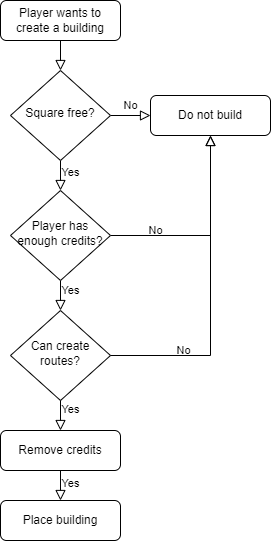 Player wants to
create a building
Square free?
No
Do not build
Yes
Player has
enough credits?
No
Yes
Can create
routes?
No
Yes
Remove credits
Yes
Place building